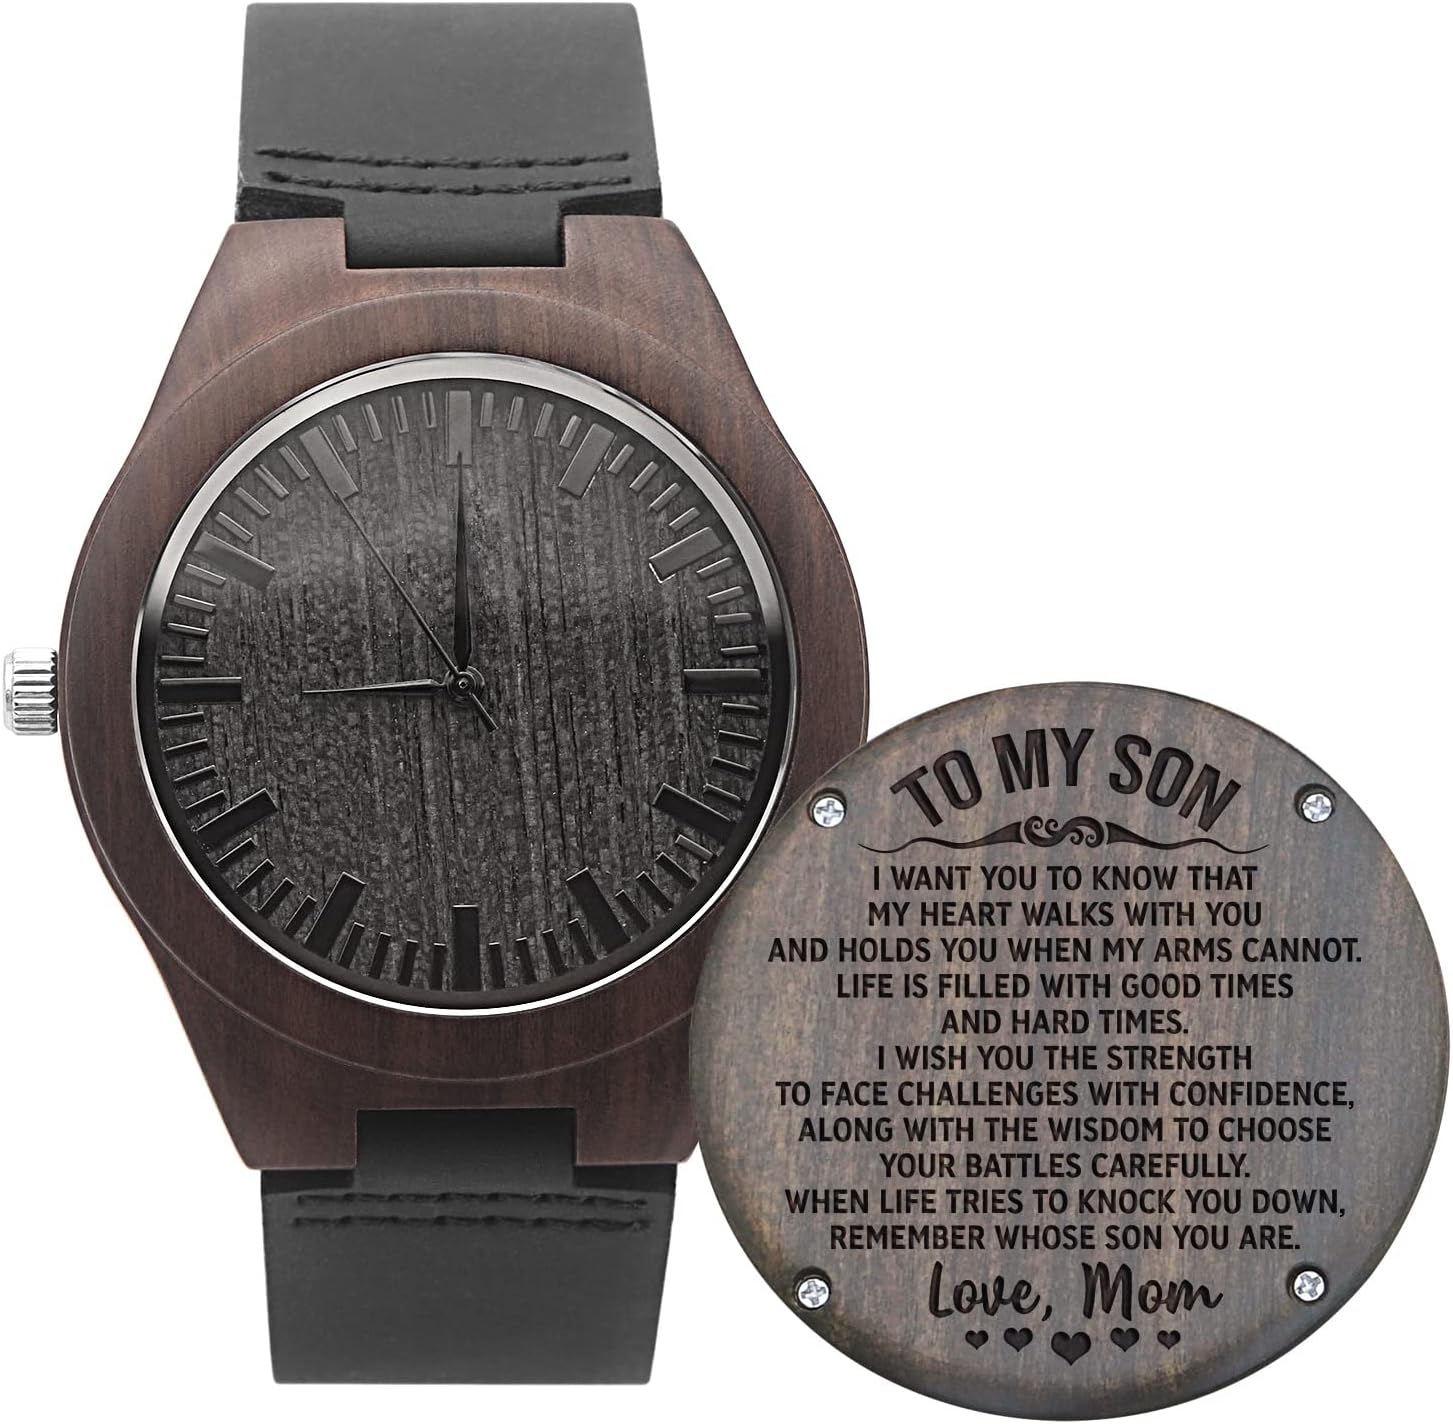 TO MY SON
I WANT YOU TO KNOW THAT
MY HEART WALKS WITH YOU
AND HOLDS YOU WHEN MY ARMS CANNOT.
LIFE IS FILLED WITH GOOD TIMES
AND HARD TIMES.
I WISH YOU THE STRENGTH
TO FACE CHALLENGES WITH CONFIDENCE,
ALONG WITH THE WISDOM TO CHOOSE
YOUR BATTLES CAREFULLY.
WHEN LIFE TRIES TO KNOCK YOU DOWN,
REMEMBER WHOSE SON YOU ARE.
Love, Mom